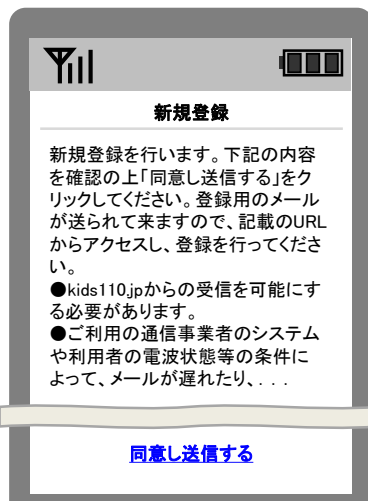 新規登録
新規登録を行います。下記の内容
を確認の上「同意し送信する」をク
リックしてください。登録用のメール
が送られて来ますので、記載のURL
からアクセスし、登録を行ってくださ
い。
●kids110.jpからの受信を可能にす
る必要があります。
●ご利用の通信事業者のシステム
や利用者の電波状態等の条件に
よって、メールが遅れたり、. . .
同意し送信する